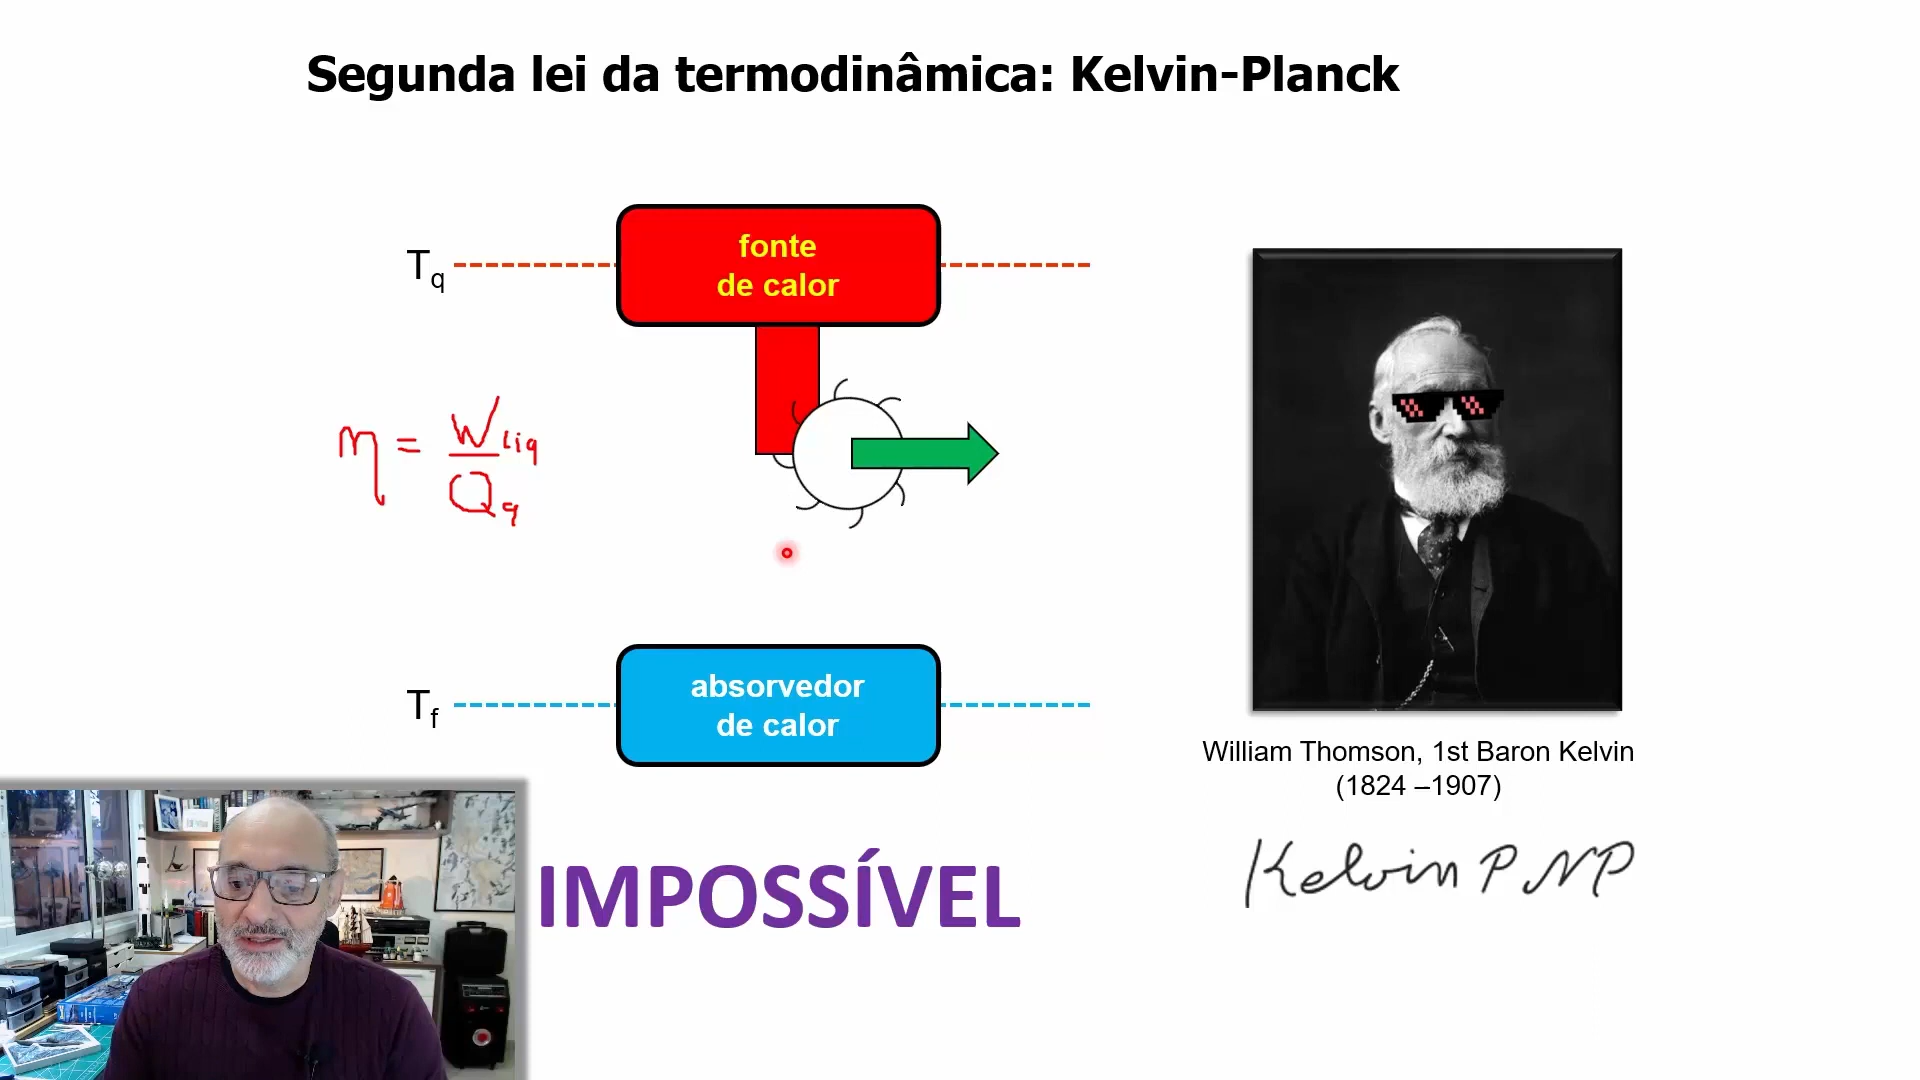 Segunda lei da termodinâmica: Kelvin-Planck
T_q
fonte
de calor
η = W_liq / Q_q
T_f
absorvedor
de calor
William Thomson, 1st Baron Kelvin
(1824 –1907)
Kelvin P N P
IMPOSSÍVEL